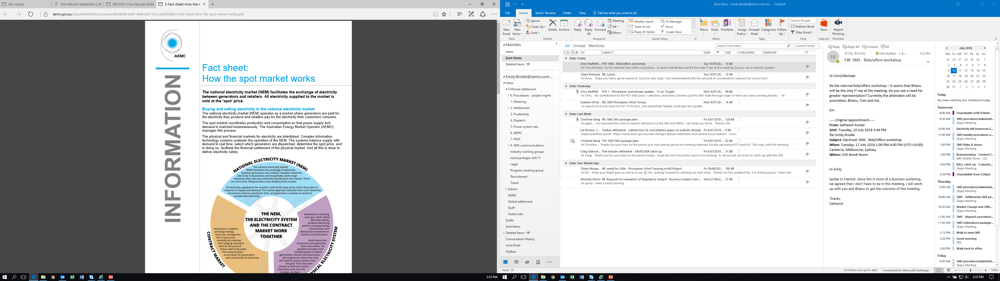 Mo Home
Five Minute Settlement | AE
ERC0201-Five-Minute-Settle
5-Fact-sheet-How-the-s
aemc.gov.au/sites/default/files/content/d6cc8e9d-6a9f-4648-bef7-b25cad5df460/5-Fact-sheet-How-the-spot-market-works.pdf
AEMC
INFORMATION
Fact sheet:
How the spot market works
The national electricity market (NEM) facilitates the exchange of electricity
between generators and retailers. All electricity supplied to the market is
sold at the 'spot' price.
Buying and selling electricity in the national electricity market
The national electricity market (NEM) operates as a market where generators are paid for
the electricity they produce and retailers pay for the electricity their customers consume.
The spot market coordinates production and consumption so that power supply and
demand is matched instantaneously. The Australian Energy Market Operator (AEMO)
manages this process.
The physical and financial markets for electricity are interlinked. Complex information
technology systems underpin the operation of the NEM. The systems balance supply with
demand in real time, select which generators are dispatched, determine the spot price, and
in doing so, facilitate the financial settlement of the physical market. And all this is done to
deliver electricity safely.
NATIONAL ELECTRICITY MARKET (NEM)
The national electricity market
(NEM) facilitates the exchange of electricity
between generators and retailers. Retailers resell the
electricity to businesses and households. Some large
industrial users also buy electricity directly from the market. There
are more than 100 generators and retailers in the market.
All electricity supplied to the market is sold at the 'spot' price, which fluctuates in
response to supply and demand. The market operator indicates how much electricity
consumers need at a particular time, and generators compete on prices to
provide that electricity.
THE NEM,
THE ELECTRICITY SYSTEM
AND THE CONTRACT
MARKET WORK
TOGETHER
CONTRACT MARKET
Generators, retailers
and large energy
users can manage the
risk of spot price
volatility by entering
into hedging contracts
that fix the price of
future electricity sales.
This reduces price
uncertainty for generators
and consumers of electricity.
PHYSICAL ELECTRICITY SYSTEM
Generators, including
coal, gas, wind, hydro
and solar plants,
produce electricity
which is transported by
transmission and
distribution networks to
homes and businesses.
Some electricity
consumers also generate
their own power, for
example through solar
rooftop panels or diesel
generators. Homes and businesses
which generate electricity may
still need to source power from
the grid. They may also
choose to sell their excess
electricity back into the
market, via their
3:55 PM
Sent Items - Emily.Brodie@aemo.com.au - Outlook
File Home Send / Receive Folder View Tell me what you want to do
New Email
New Items
New
Ignore
Clean Up
Junk
Delete
Archive
Delete
Reply
Reply All
Forward
Meeting
IM
More
Respond
Weekly report
Team Email
Reply & Delete
To Manager
Done
Create New
Quick Steps
Move
Rules
OneNote
Move
Assign Policy
Unread/ Read
Categorize
Follow Up
Tags
Search People
Address Book
Filter Email
Find
Store
Add-ins
Report Phishing
PhishMe
Favorites
Inbox
Sent Items
Deleted Items 19
Emily.Brodie@aemo.com....
Inbox
5 Minute Settlement
0. Procedures - project mgmt
1. Metering
2. Settlements
3. Prudentials
4. Dispatch
5. Power system ops
6. AEMC
7. PWG
8. 5MS communications
Industry working groups
Joint packages with IT
Legal
Program working group
Recruitment
Travel
Admin
AEMC
Global settlement
Stuff
Useful info
Drafts
Sent Items
Deleted Items 19
Conversation History
Junk Email
Outbox
Items: 10
All Unread Mentions
Search Sent Items
Current Folder
TO SUBJECT SENT SIZE CATEGORIES MENTION
Date: Today
Chris Muffett;... FW: 5MS - Bids/offers workshop Tue 10/07/20... 13 KB
Hi Chris/Michael Re the internal bids/offers workshop – it seems that Bhanu will be the only IT rep at the meeting. Do you see a need for greater
Claire Richards RE: Lunch Tue 10/07/20... 15 KB
Hi there, Hope you had a good weekend. Sorry for late reply, I am overwhelmed with the amount of coordination required for school hols!
Date: Yesterday
Chris Muffett PCF 1 - Procedures workstream update - 13 Jul 18.pptx Mon 9/07/20... 99 KB
Hi Chris, My contribution to the PCF slide pack is attached. Note that Christine put the SRA slide through Legal so there are some wording tweaks. I'm
Graeme Wind... RE: 5MS Procedures Work Group Mon 9/07/20... 16 KB
I'd expect we'd only need her for 15-30 mins, and potentially Natalie could give the update.
Date: Last Week
Christine Kang RE: 5MS SRA package plan Fri 6/07/2018 ... 128 KB
Hi again, I've reworded the slide to remove references to the APA and SRDA – see what you think. Thanks, Em
Lee Brown; C... Global settlement - submissions to consultation paper on website already Fri 6/07/2018 ... 9 KB
Unprecedented speed! https://www.aemc.gov.au/rule-changes/global-settlement-and-market-reconciliation <end>
Christine Kang FW: 5MS SRA package plan Fri 6/07/2018 ... 52 KB
Hi Christine – Thanks for your time on the phone just now talking about the meeting materials for the upcoming PCF (next Fri, 13th July), with the meeting
Craig Oakesh... Five minute settlement - AEMO/AER catch up Fri 6/07/2018 ... 31 KB
Hi Craig, Thank you for your time on the phone today – hope the lion encounter wasn't too exciting! As discussed, we'd like to catch up with the AER
Date: Two Weeks Ago
'Oliver Morga... RE: email for Ollie - Procedures Work Tracking in MS Project Fri 29/06/201... 190 KB
Hi Oli, Hope your flight goes as well as it can ☺ Yes, looking forward to catching up next week. Thanks for the updated file. It is looking good. I have had
Michelle Norris RE: Request for evaluation of Regulatory Analyst / Business Analyst role (... Wed 27/06/2... 37 KB
All good – have a lovely evening
Reply Reply All Forward IM
EB
Emily Brodie Chris Muffett; + 1 3:52 PM
FW: 5MS - Bids/offers workshop
Hi Chris/Michael
Re the internal bids/offers workshop – it seems that Bhanu
will be the only IT rep at the meeting. Do you see a need for
greater representation? Currently the attendees will be
yourselves, Bhanu, Tom and me.
Em
-----Original Appointment-----
From: Satheesh Kumar
Sent: Tuesday, 10 July 2018 3:46 PM
To: Emily Brodie
Subject: Declined: 5MS - Bids/offers workshop
When: Tuesday, 17 July 2018 1:00 PM-4:00 PM (UTC+10:00)
Canberra, Melbourne, Sydney.
Where: SYD Bondi Room
Hi Emily
Spoke to Hamish. Since this is more of a business workshop,
we agreed that I don't have to be in this meeting. I will catch-
up with you and Bhanu to get the outcome of this meeting.
Thanks,
Satheesh
July 2018
MO TU WE TH FR SA SU
25 26 27 28 29 30 1
2 3 4 5 6 7 8
9 10 11 12 13 14 15
16 17 18 19 20 21 22
23 24 25 26 27 28 29
30 31 1 2 3 4 5
Today
You have nothing else scheduled today.
Tomorrow
8:00 AM Unavailable until 9:30am
9:30 AM 5MS procedure/stakehold...
Skype Meeting
10:00 AM Electricity bill tomorrow $...
11:00 AM 5MS weekly procedures o...
Skype Meeting
1:00 PM 5MS Risks & Issues
Skype Meeting
1:00 PM Brainstorming - Content f...
MEL Wattle Room - L22
2:00 PM KALL catch up - 5 minute...
Skype Meeting
2:30 PM Unavailable from 2:30pm
Thursday
9:30 AM 5MS procedure/stakehold...
Skype Meeting
10:00 AM 5MS - Settlements SRA pa...
Skype Meeting
10:30 AM Market Change and 5MS...
Skype Meeting
11:00 AM 5MS - dispatch procedure...
11:30 AM 5MS Estimations package...
Skype Meeting
2:15 PM Walk to meet MB
2:30 PM Good morning
TBA
3:30 PM Walk back to office
Friday
9:30 AM 5MS procedure/stakehold...
Skype Meeting
All folders are up to date. Connected to: Microsoft Exchange 100%
3:55 PM